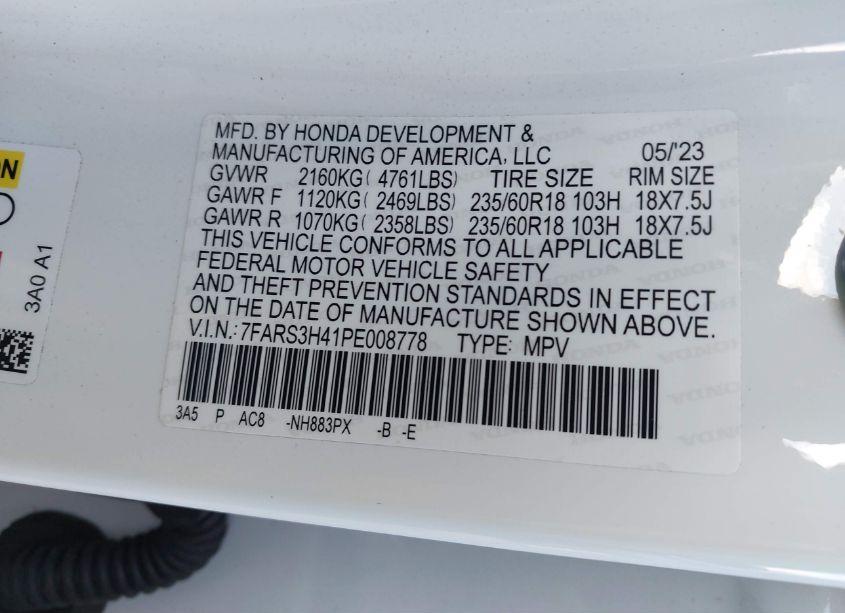 MFD. BY HONDA DEVELOPMENT &
MANUFACTURING OF AMERICA, LLC 05/'23
GVWR 2160KG( 4761LBS) TIRE SIZE RIM SIZE
GAWR F 1120KG( 2469LBS) 235/60R18 103H 18X7.5J
GAWR R 1070KG( 2358LBS) 235/60R18 103H 18X7.5J
THIS VEHICLE CONFORMS TO ALL APPLICABLE
FEDERAL MOTOR VEHICLE SAFETY
AND THEFT PREVENTION STANDARDS IN EFFECT
ON THE DATE OF MANUFACTURE SHOWN ABOVE.
V.I.N.: 7FARS3H41PE008778 TYPE: MPV
3A5 P AC8 -NH883PX -B -E
ON
3A0 A1